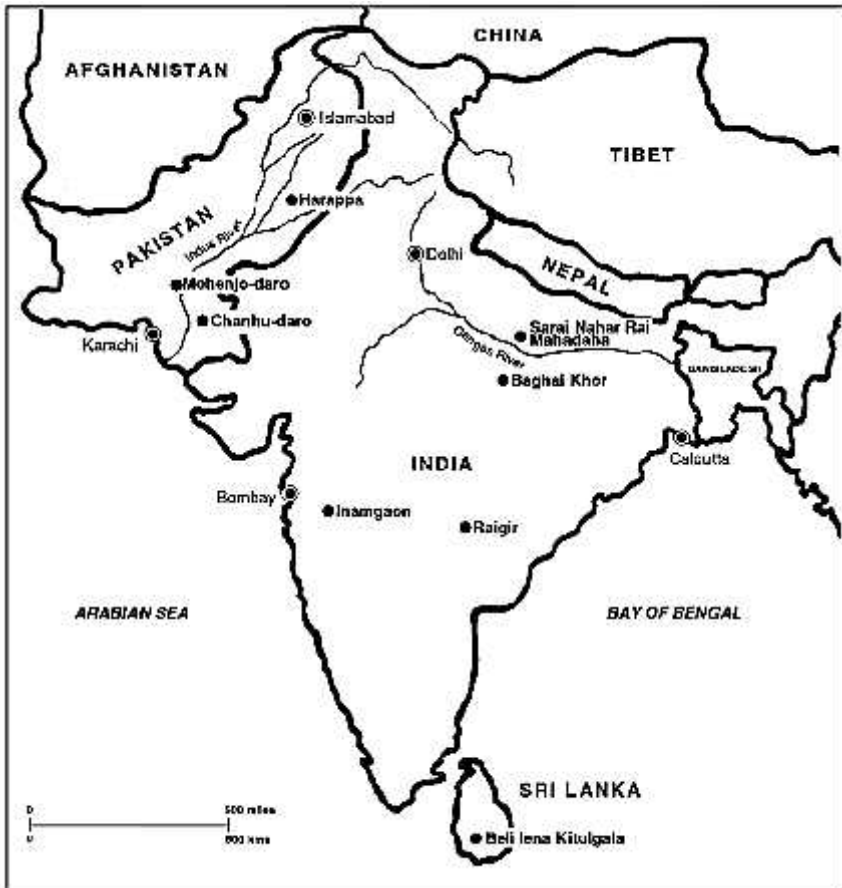 CHINA
AFGHANISTAN
Islamabad
TIBET
Harappa
PAKISTAN
Indus River
Delhi
NEPAL
Mohenjo-daro
Chanhu-daro
Sarai Nahar Rai
Mahadaha
Karachi
Ganges River
BANGLADESH
Baghai Khor
INDIA
Calcutta
Bombay
Inamgaon
Raigir
ARABIAN SEA
BAY OF BENGAL
SRI LANKA
0 500 miles
0 800 kms
Beli lena Kitulgala